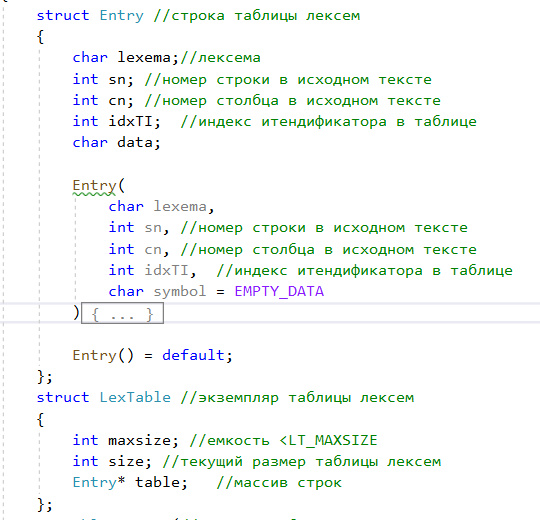 struct Entry //строка таблицы лексем
{
char lexema;//лексема
int sn; //номер строки в исходном тексте
int cn; //номер столбца в исходном тексте
int idxTI; //индекс итендификатора в таблице
char data;
Entry(
char lexema,
int sn, //номер строки в исходном тексте
int cn, //номер столбца в исходном тексте
int idxTI, //индекс итендификатора в таблице
char symbol = EMPTY_DATA
){ ... }
Entry() = default;
};
struct LexTable //экземпляр таблицы лексем
{
int maxsize; //емкость <LT_MAXSIZE
int size; //текущий размер таблицы лексем
Entry* table; //массив строк
};